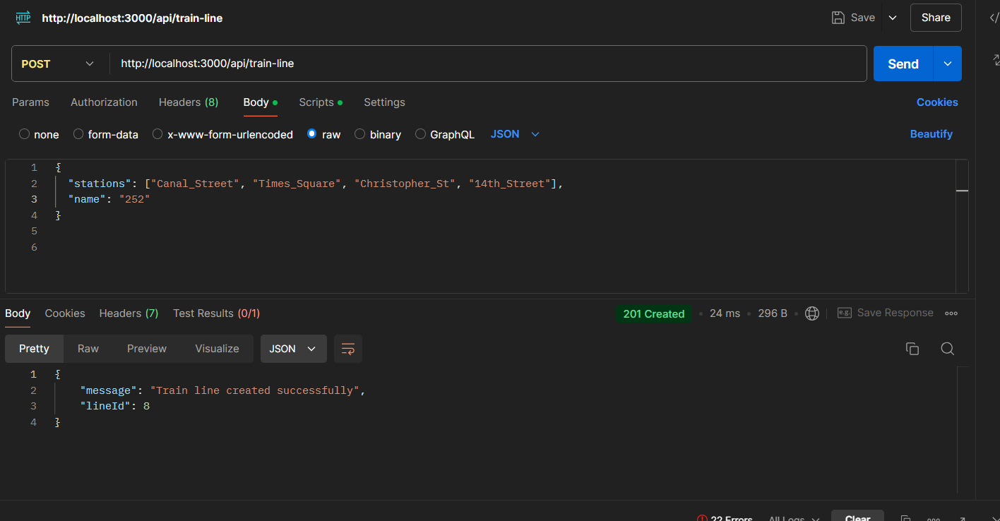 HTTP http://localhost:3000/api/train-line Save Share </>
POST http://localhost:3000/api/train-line Send
Params Authorization Headers (8) Body Scripts Settings Cookies
none form-data x-www-form-urlencoded raw binary GraphQL JSON Beautify
1 {
2 "stations": ["Canal_Street", "Times_Square", "Christopher_St", "14th_Street"],
3 "name": "252"
4 }
5
6
Body Cookies Headers (7) Test Results (0/1) 201 Created 24 ms 296 B e.g. Save Response
Pretty Raw Preview Visualize JSON
1 {
2 "message": "Train line created successfully",
3 "lineId": 8
4 }
22 Errors All Logs Clear